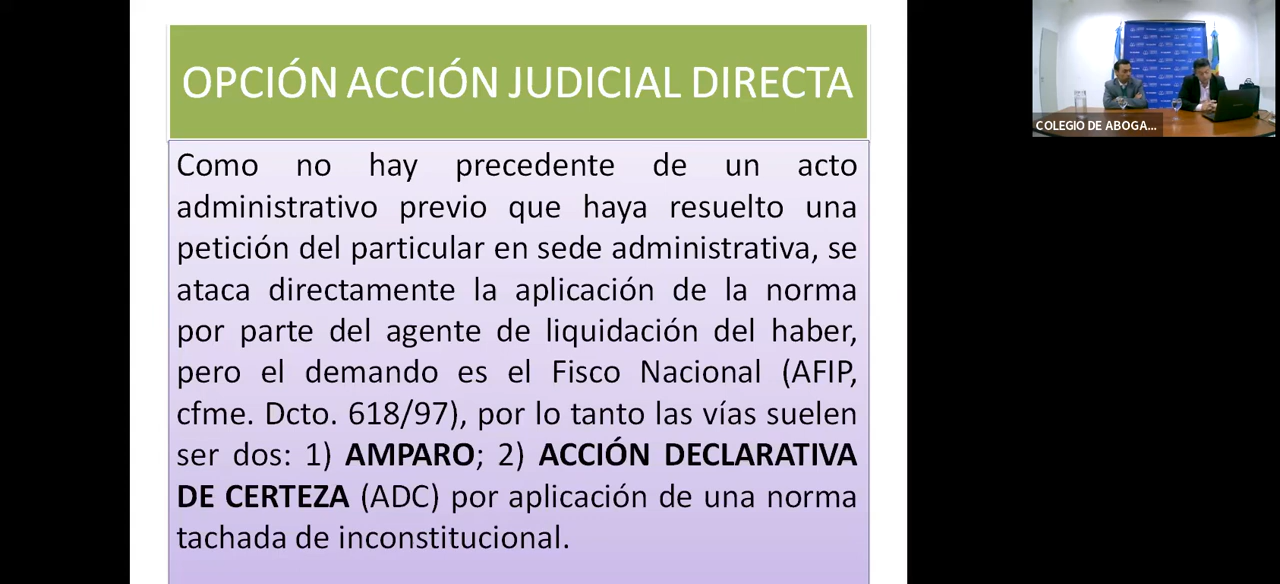 OPCIÓN ACCIÓN JUDICIAL DIRECTA
Como no hay precedente de un acto
administrativo previo que haya resuelto una
petición del particular en sede administrativa, se
ataca directamente la aplicación de la norma
por parte del agente de liquidación del haber,
pero el demando es el Fisco Nacional (AFIP,
cfme. Dcto. 618/97), por lo tanto las vías suelen
ser dos: 1) AMPARO; 2) ACCIÓN DECLARATIVA
DE CERTEZA (ADC) por aplicación de una norma
tachada de inconstitucional.
COLEGIO DE ABOGA...